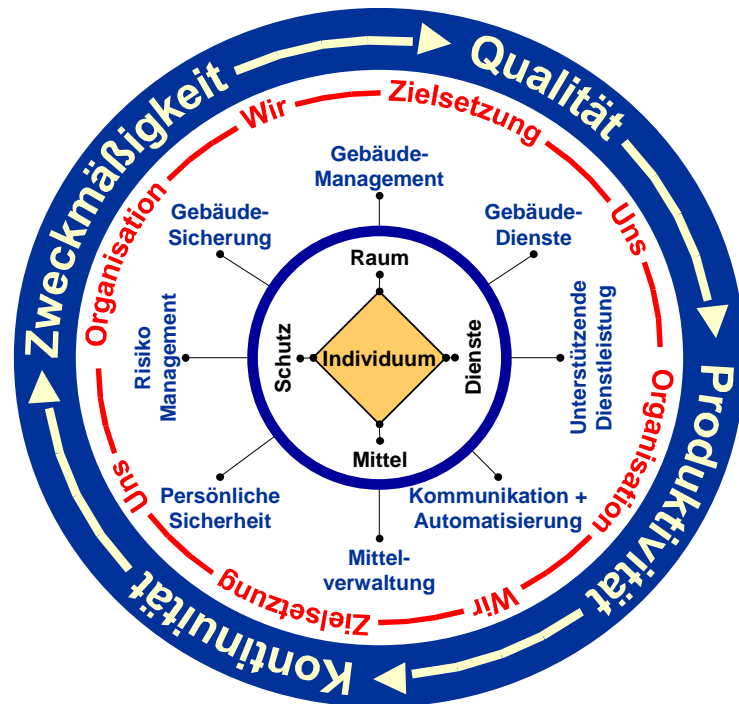 Zweckmäßigkeit
Qualität
Produktivität
Kontinuität
Wir
Zielsetzung
Uns
Organisation
Wir
Zielsetzung
Uns
Organisation
Gebäude-
Management
Gebäude-
Dienste
Unterstützende
Dienstleistung
Kommunikation +
Automatisierung
Mittel-
verwaltung
Persönliche
Sicherheit
Risiko
Management
Gebäude-
Sicherung
Raum
Dienste
Mittel
Schutz
Individuum